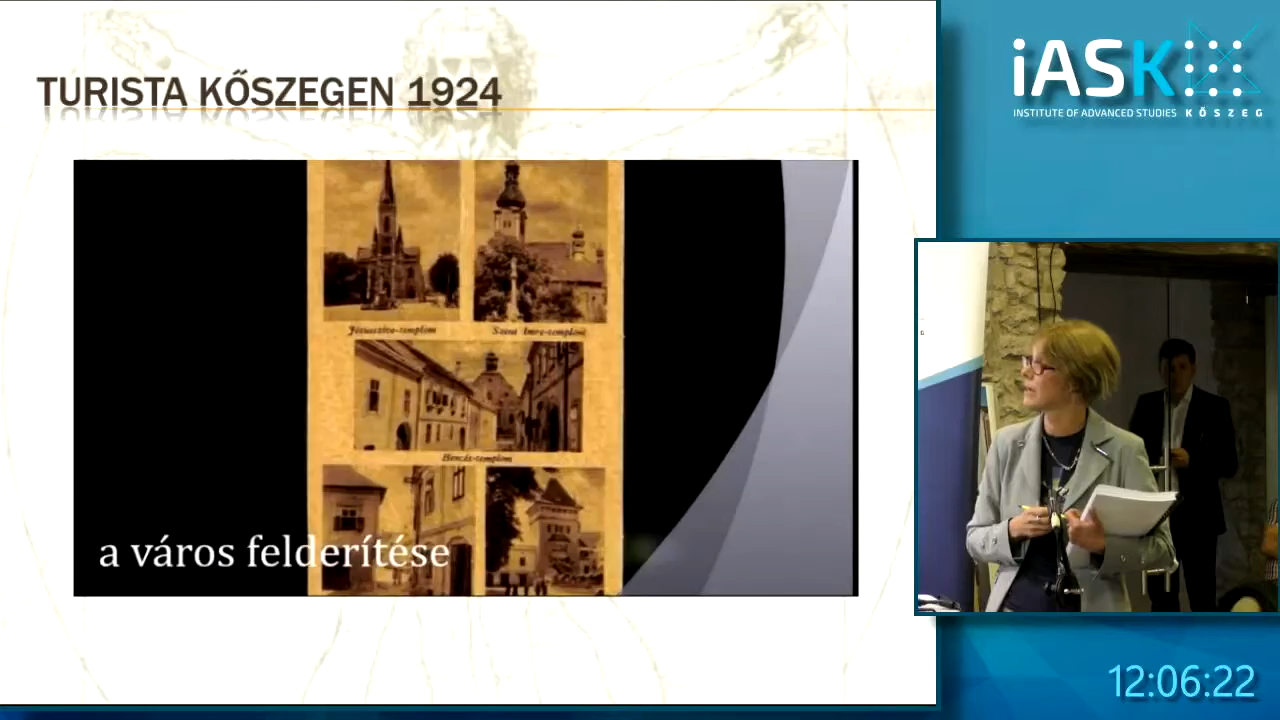 TURISTA KŐSZEGEN 1924
Jézusszíve-templom
Szent Imre-templom
Bencés-templom
a város felderítése
iASK
INSTITUTE OF ADVANCED STUDIES KŐSZEG
12:06:22